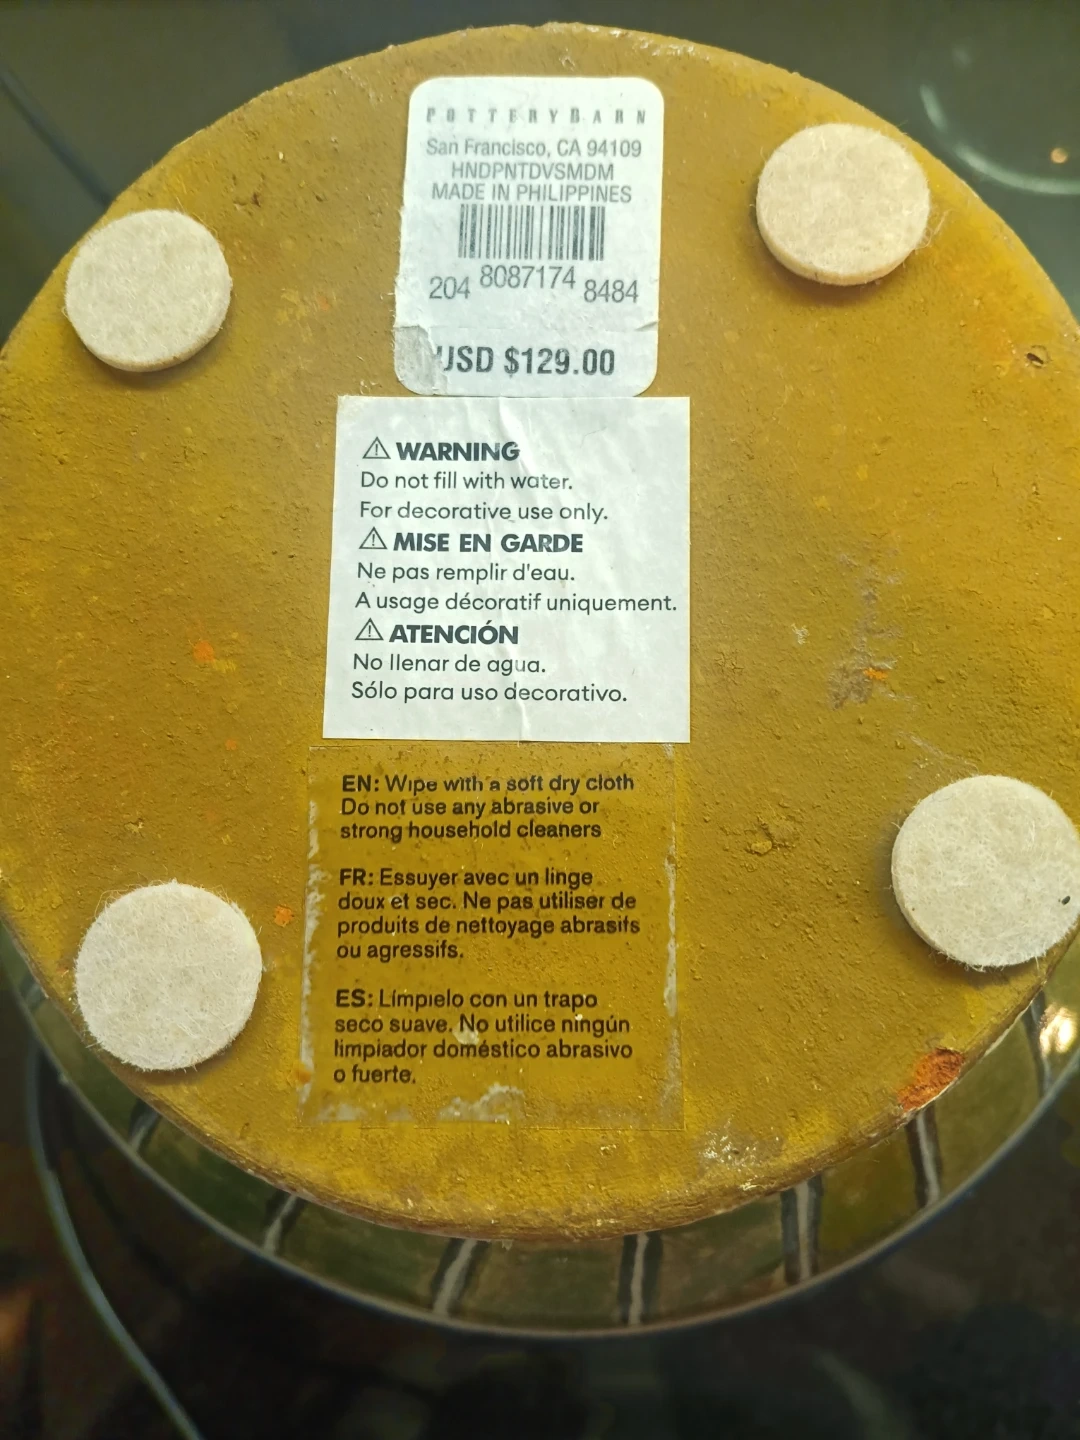 POTTERY BARN
San Francisco, CA 94109
HNDPNTDVSMDM
MADE IN PHILIPPINES
204 8087174 8484
USD $129.00
⚠ WARNING
Do not fill with water.
For decorative use only.
⚠ MISE EN GARDE
Ne pas remplir d'eau.
A usage décoratif uniquement.
⚠ ATENCIÓN
No llenar de agua.
Sólo para uso decorativo.
EN: Wipe with a soft dry cloth
Do not use any abrasive or
strong household cleaners
FR: Essuyer avec un linge
doux et sec. Ne pas utiliser de
produits de nettoyage abrasifs
ou agressifs.
ES: Límpielo con un trapo
seco suave. No utilice ningún
limpiador doméstico abrasivo
o fuerte.